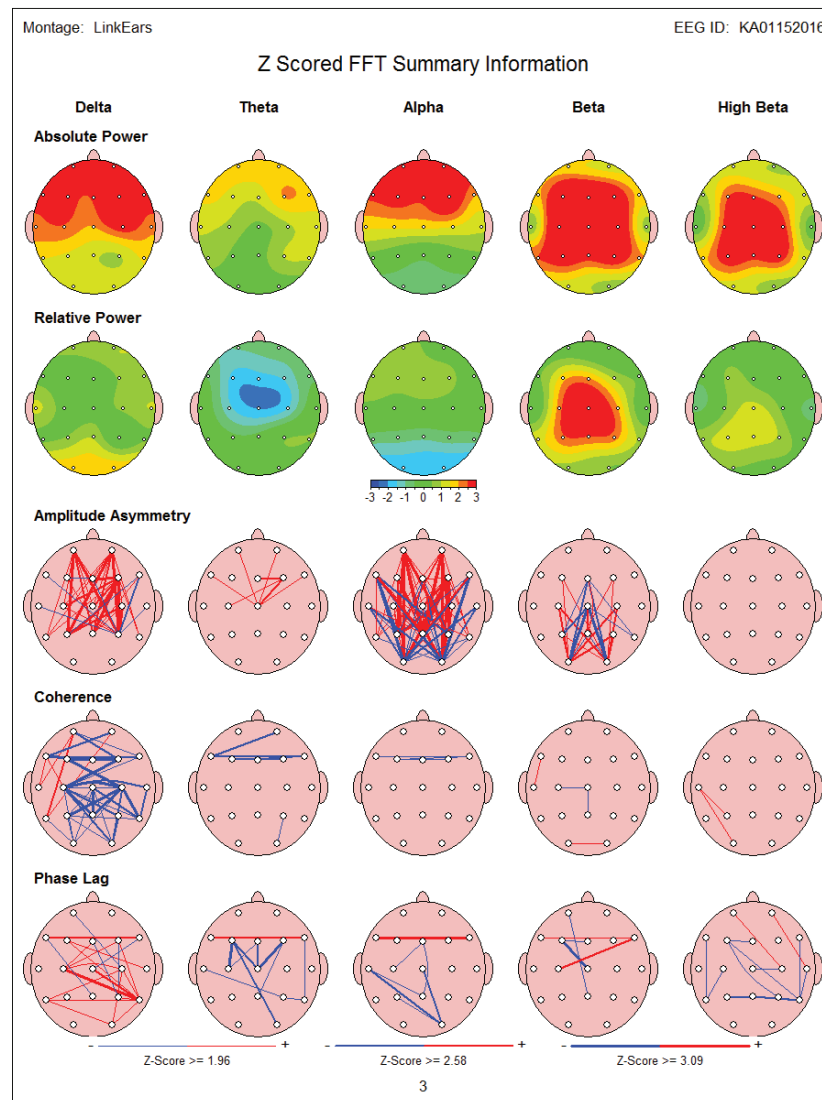 Montage: LinkEars EEG ID: KA01152016
Z Scored FFT Summary Information
Delta Theta Alpha Beta High Beta
Absolute Power
Relative Power
-3 -2 -1 0 1 2 3
Amplitude Asymmetry
Coherence
Phase Lag
- + - + - +
Z-Score >= 1.96 Z-Score >= 2.58 Z-Score >= 3.09
3